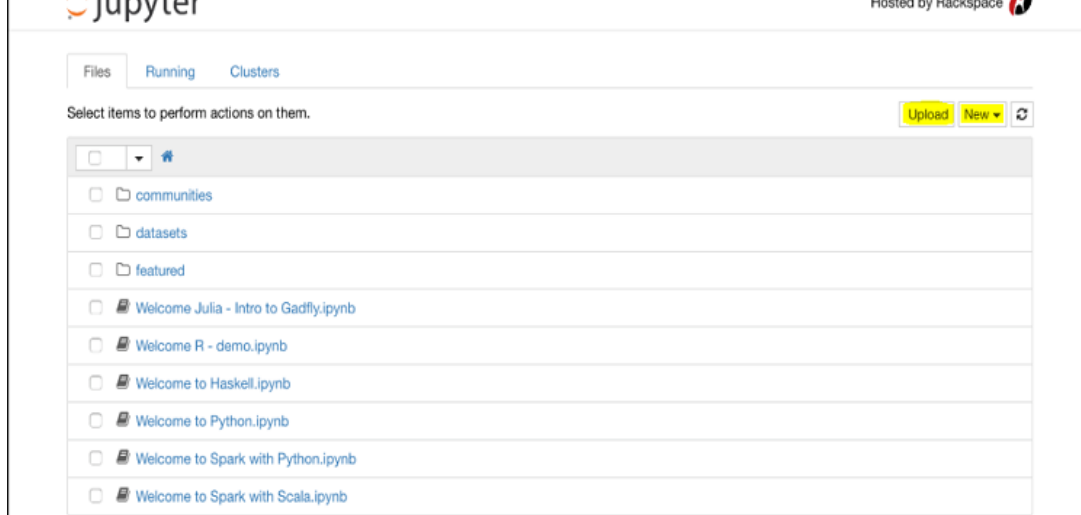 jupyter
Hosted by Rackspace
Files Running Clusters
Select items to perform actions on them.
Upload New
communities
datasets
featured
Welcome Julia - Intro to Gadfly.ipynb
Welcome R - demo.ipynb
Welcome to Haskell.ipynb
Welcome to Python.ipynb
Welcome to Spark with Python.ipynb
Welcome to Spark with Scala.ipynb